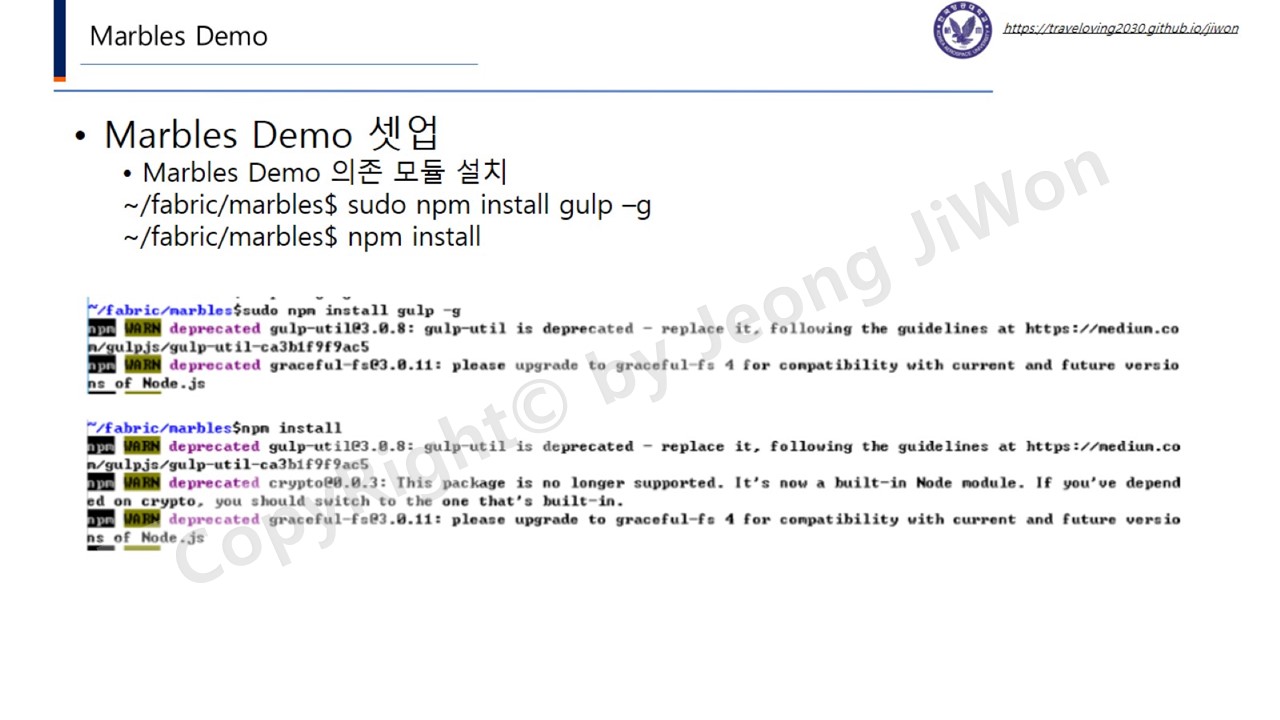 Marbles Demo
https://traveloving2030.github.io/jiwon
• Marbles Demo 셋업
• Marbles Demo 의존 모듈 설치
~/fabric/marbles$ sudo npm install gulp –g
~/fabric/marbles$ npm install
~/fabric/marbles$sudo npm install gulp -g
npm WARN deprecated gulp-util@3.0.8: gulp-util is deprecated - replace it, following the guidelines at https://medium.co
m/gulpjs/gulp-util-ca3b1f9f9ac5
npm WARN deprecated graceful-fs@3.0.11: please upgrade to graceful-fs 4 for compatibility with current and future versio
ns of Node.js
~/fabric/marbles$npm install
npm WARN deprecated gulp-util@3.0.8: gulp-util is deprecated - replace it, following the guidelines at https://medium.co
m/gulpjs/gulp-util-ca3b1f9f9ac5
npm WARN deprecated crypto@0.0.3: This package is no longer supported. It's now a built-in Node module. If you've depend
ed on crypto, you should switch to the one that's built-in.
npm WARN deprecated graceful-fs@3.0.11: please upgrade to graceful-fs 4 for compatibility with current and future versio
ns of Node.js
CopyRight© by Jeong JiWon